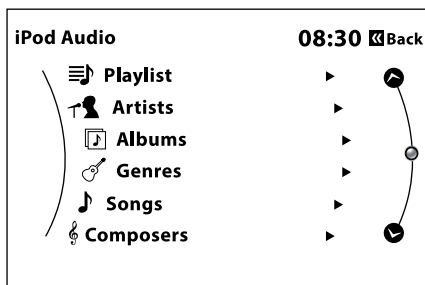 iPod Audio 08:30 Back
Playlist
Artists
Albums
Genres
Songs
Composers